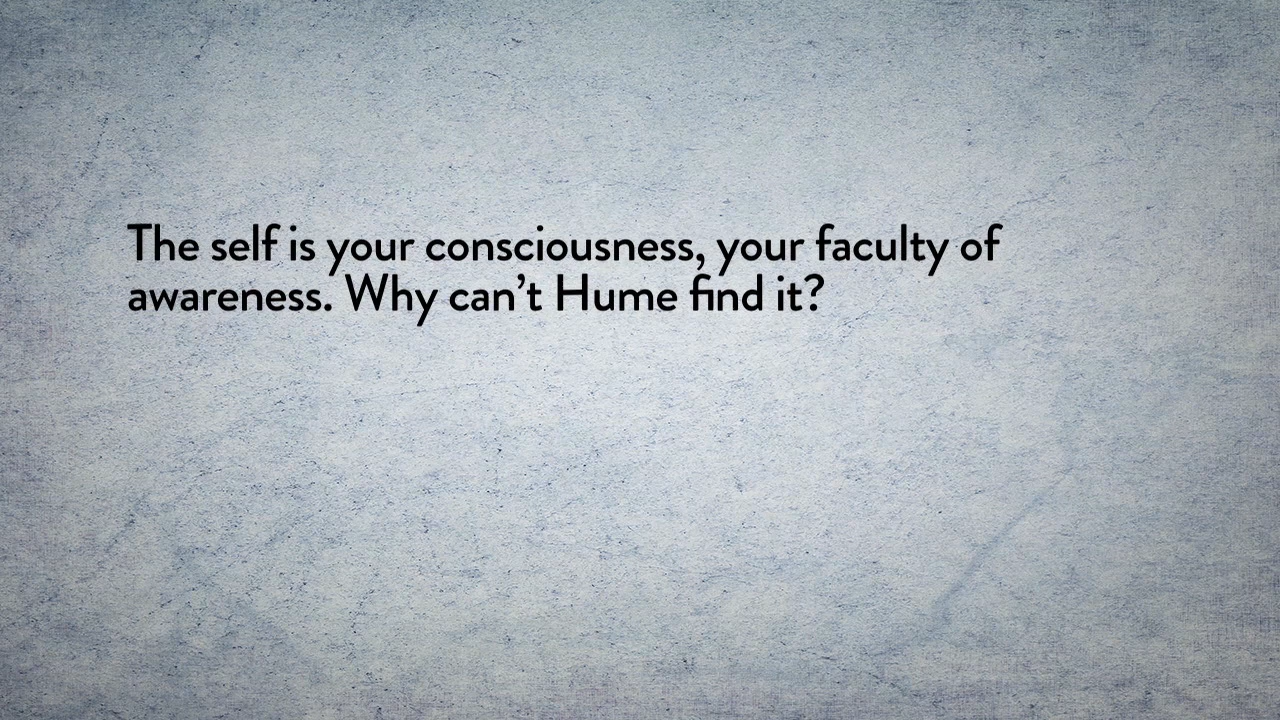 The self is your consciousness, your faculty of
awareness. Why can’t Hume find it?